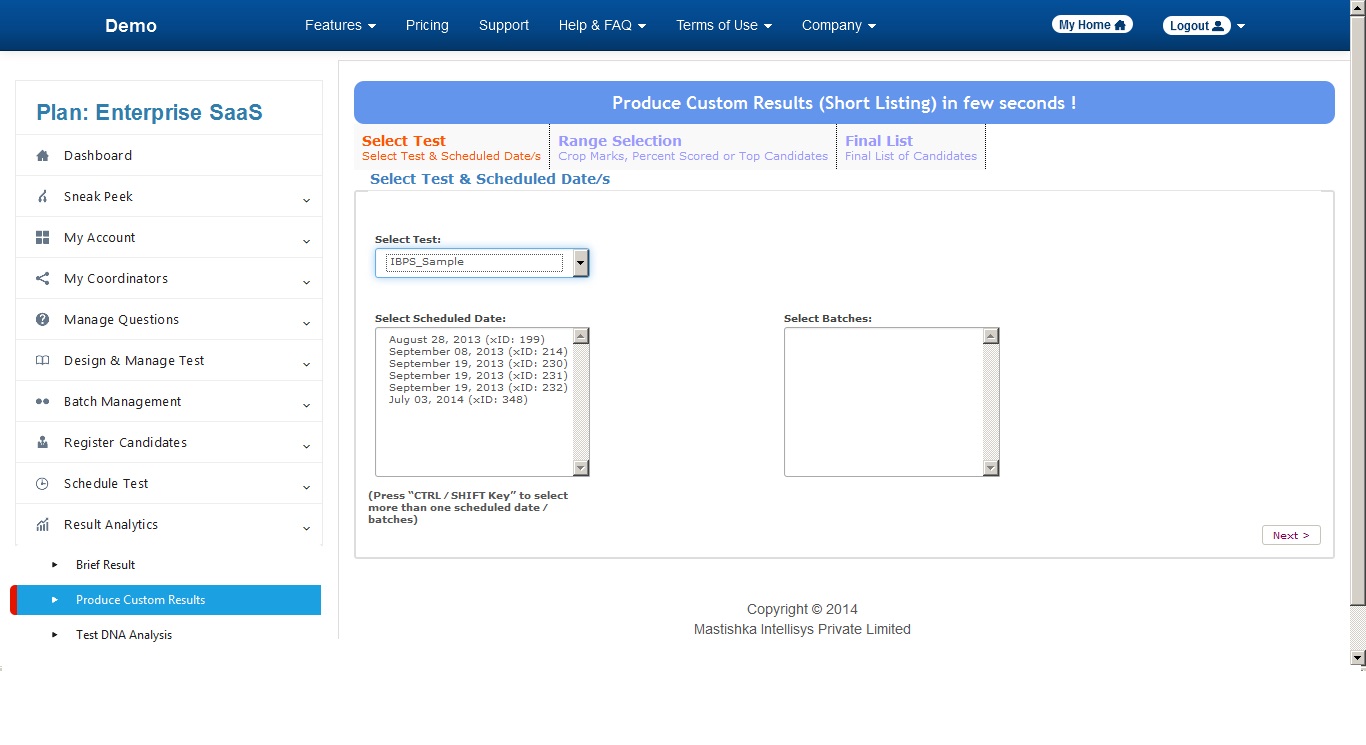 Demo
Features
Pricing
Support
Help & FAQ
Terms of Use
Company
My Home
Logout
Plan: Enterprise SaaS
Dashboard
Sneak Peek
My Account
My Coordinators
Manage Questions
Design & Manage Test
Batch Management
Register Candidates
Schedule Test
Result Analytics
Brief Result
Produce Custom Results
Test DNA Analysis
Produce Custom Results (Short Listing) in few seconds !
Select Test
Select Test & Scheduled Date/s
Range Selection
Crop Marks, Percent Scored or Top Candidates
Final List
Final List of Candidates
Select Test & Scheduled Date/s
Select Test:
IBPS_Sample
Select Scheduled Date:
August 28, 2013 (xID: 199)
September 08, 2013 (xID: 214)
September 19, 2013 (xID: 230)
September 19, 2013 (xID: 231)
September 19, 2013 (xID: 232)
July 03, 2014 (xID: 348)
Select Batches:
(Press “CTRL / SHIFT Key” to select
more than one scheduled date /
batches)
Next >
Copyright © 2014
Mastishka Intellisys Private Limited